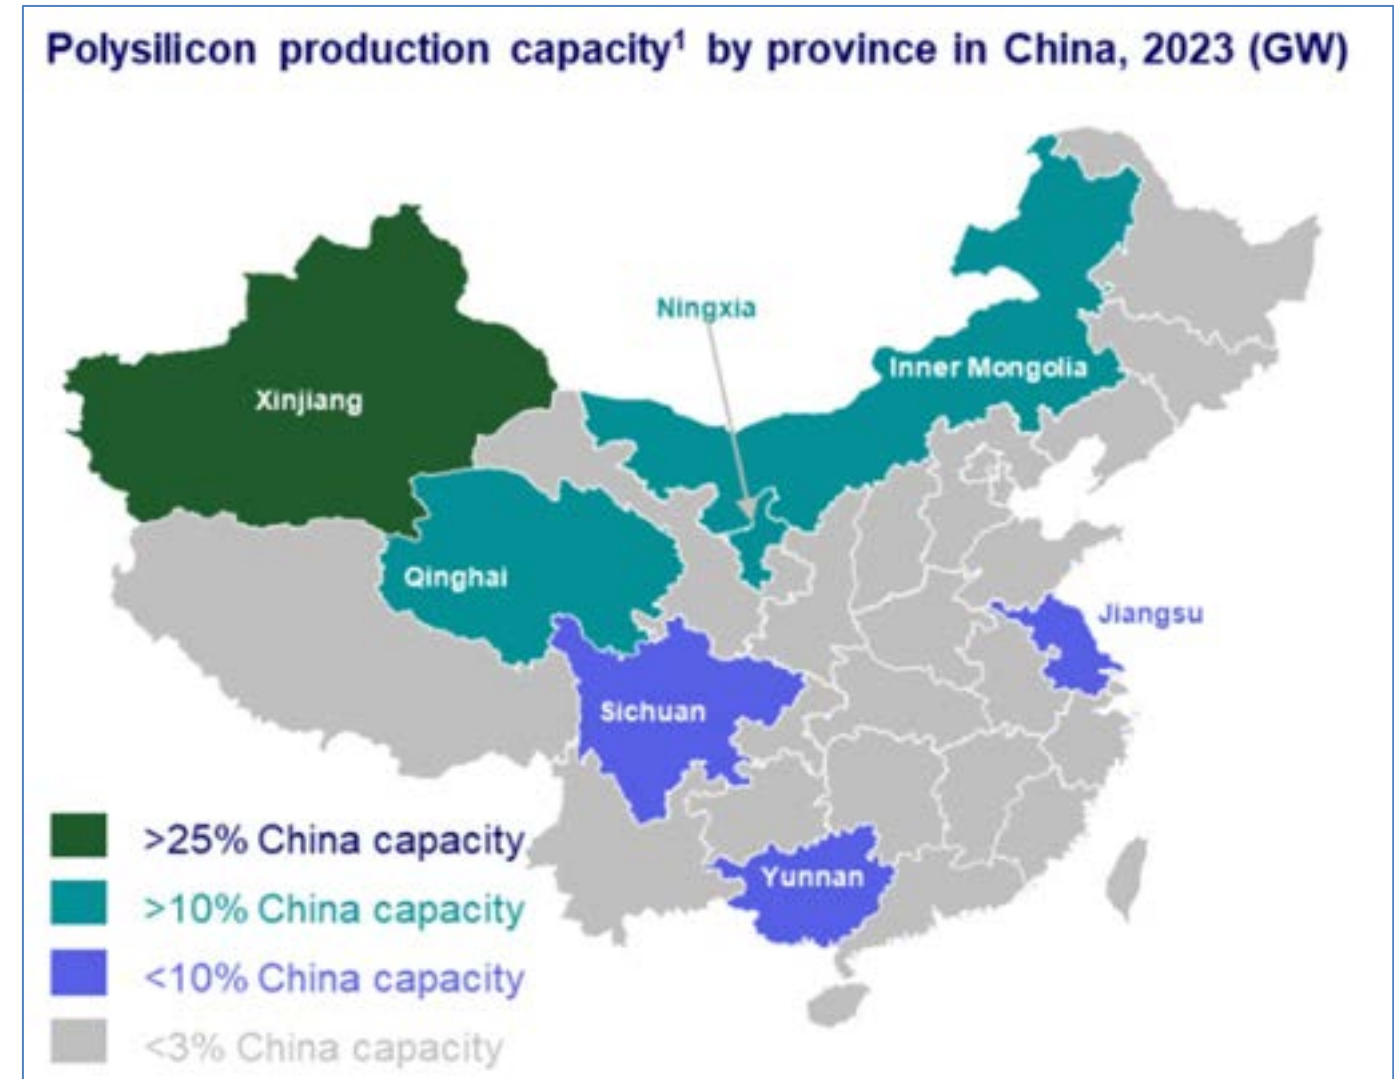 Polysilicon production capacity¹ by province in China, 2023 (GW)
Ningxia
Inner Mongolia
Xinjiang
Qinghai
Jiangsu
Sichuan
Yunnan
>25% China capacity
>10% China capacity
<10% China capacity
<3% China capacity